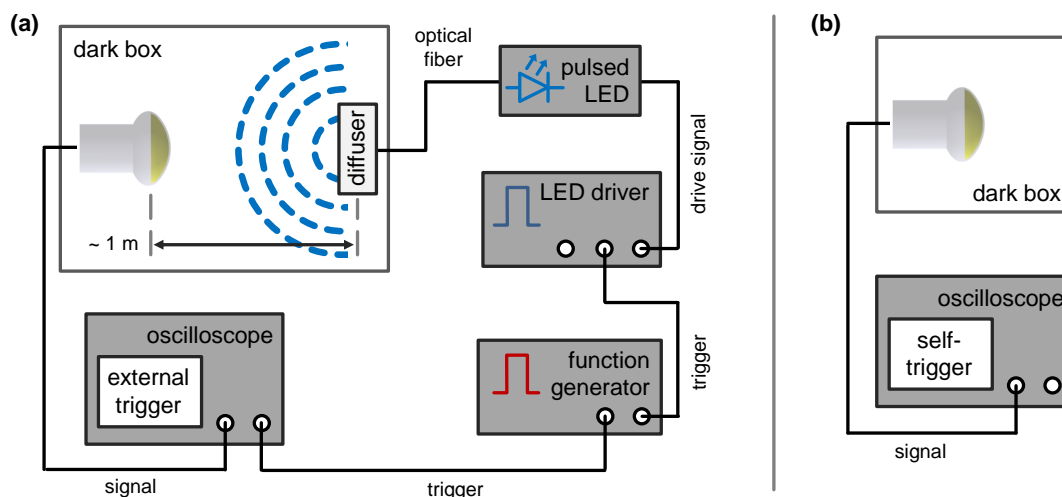 (a)
dark box
optical
fiber
pulsed
LED
diffuser
~ 1 m
LED driver
drive signal
oscilloscope
external
trigger
function
generator
trigger
signal
trigger
(b)
dark box
oscilloscope
self-
trigger
signal